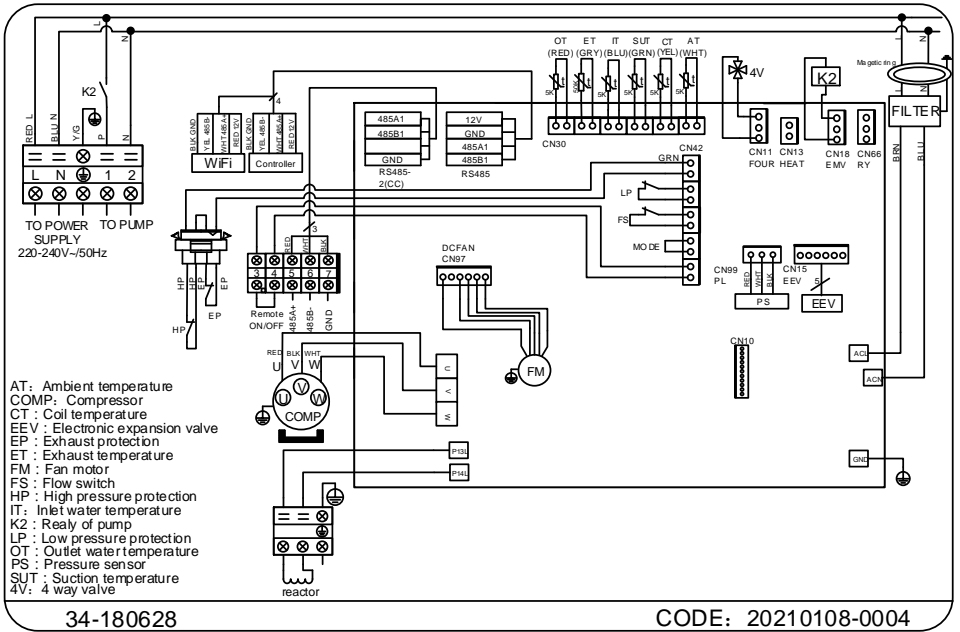 L
N
K2
RED L
BLU N
Y/G
P
N
L N 1 2
TO POWER
SUPPLY
220-240V~/50Hz
TO PUMP
4
BLK GND
YEL 485B-
WHT 485A+
RED 12V
WiFi
BLK GND
YEL 485B-
WHT 485A+
RED 12V
Controller
485A1
485B1
GND
RS485-
2(CC)
12V
GND
485A1
485B1
RS485
OT
(RED)
ET
(GRY)
IT
(BLU)
SUT
(GRN)
CT
(YEL)
AT
(WHT)
t t t t t t
5K
50K
5K
5K
5K
5K
CN30
4V
CN11
FOUR
CN13
HEAT
K2
CN18
EMV
CN66
RY
Magetic ring
L
N
L
N
FILTER
BRN
BLU
CN42
GRN
LP
FS
MODE
HP
HP
EP
EP
HP
EP
3
RED
WHT
BLK
3 4 5 6 7
Remote
ON/OFF
485A+
485B-
GND
DCFAN
CN97
FM
CN99
PL
RED
WHT
BLK
PS
CN15
EEV
5
EEV
CN10
ACL
ACN
GND
RED
BLK
WHT
U V W
U
V
W
COMP
U
V
W
P13L
P14L
reactor
AT: Ambient temperature
COMP: Compressor
CT : Coil temperature
EEV : Electronic expansion valve
EP : Exhaust protection
ET : Exhaust temperature
FM : Fan motor
FS : Flow switch
HP : High pressure protection
IT: Inlet water temperature
K2 : Realy of pump
LP : Low pressure protection
OT : Outlet water temperature
PS : Pressure sensor
SUT : Suction temperature
4V: 4 way valve
34-180628
CODE: 20210108-0004